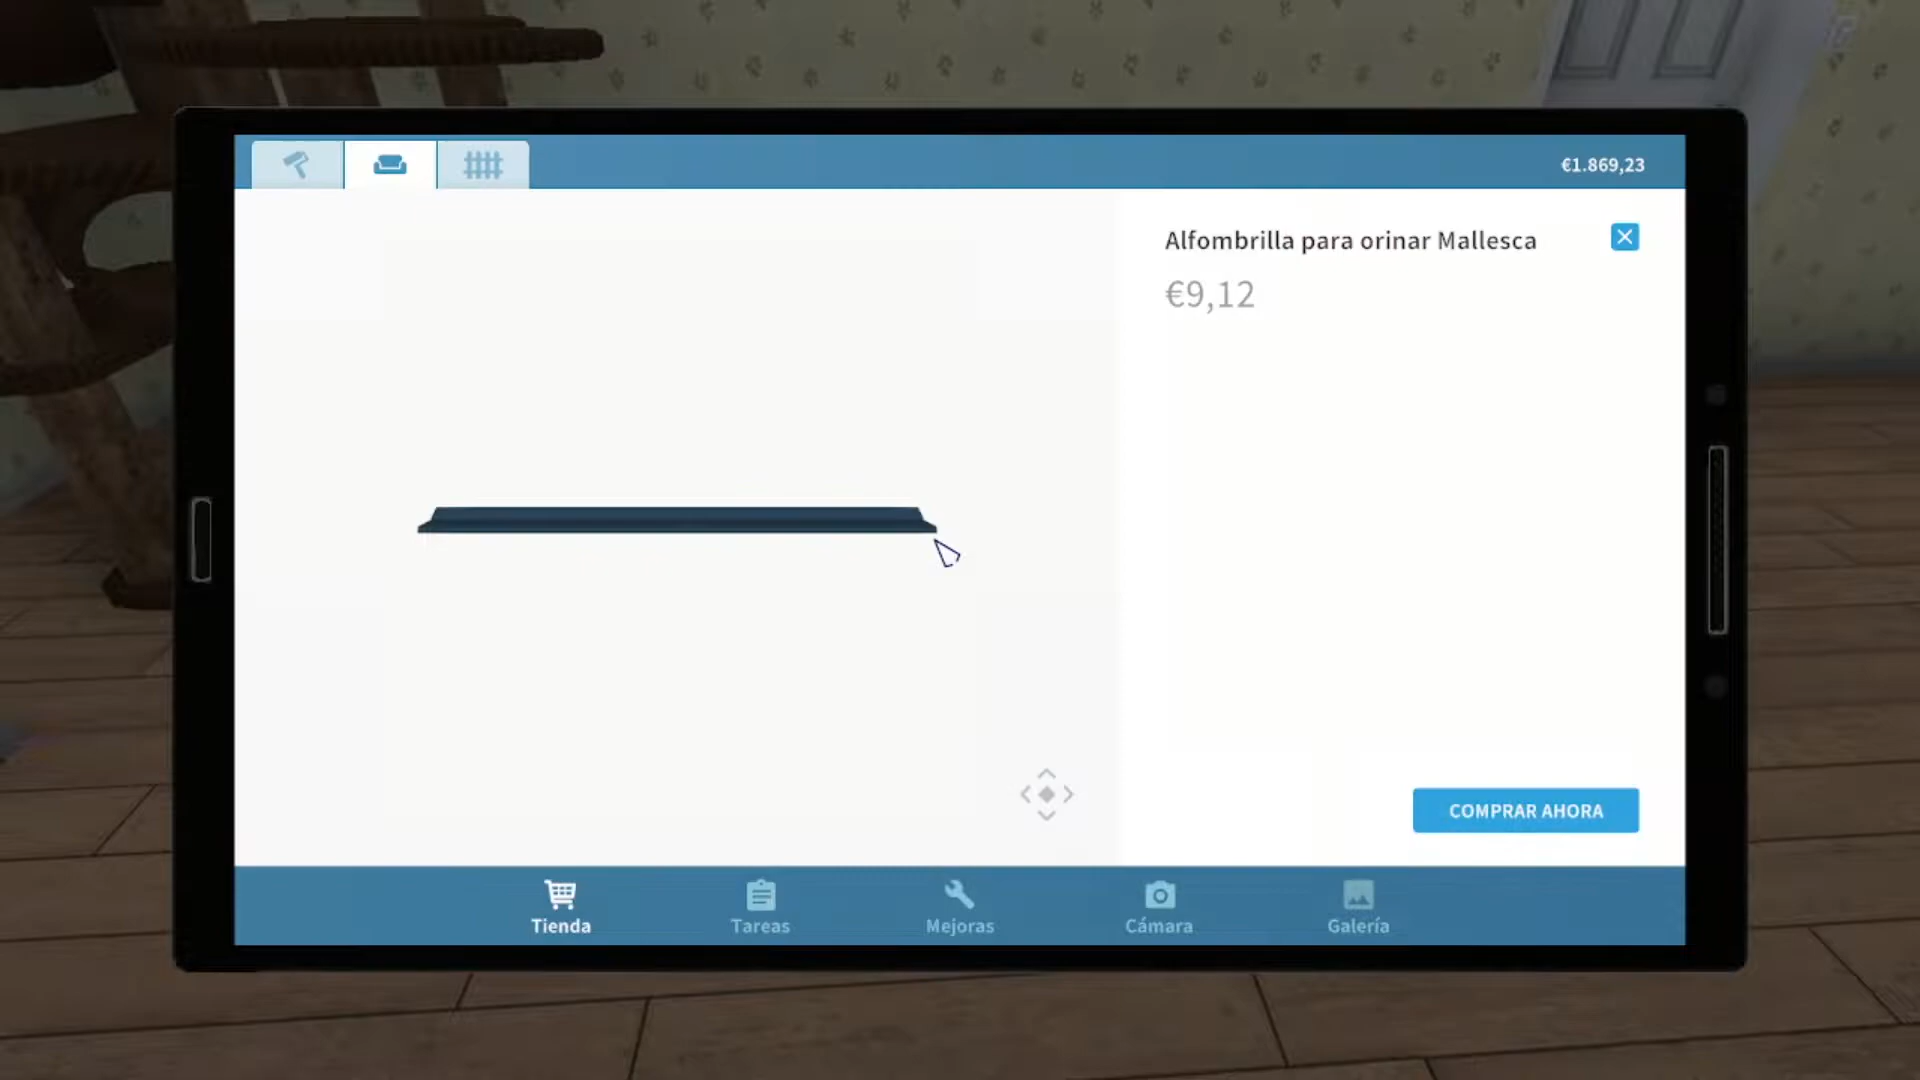 €1.869,23
Alfombrilla para orinar Mallesca
€9,12
COMPRAR AHORA
Tienda
Tareas
Mejoras
Cámara
Galería